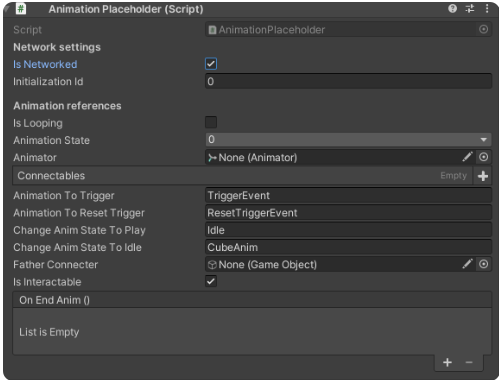 # Animation Placeholder (Script)
Script AnimationPlaceholder
Network settings
Is Networked
Initialization Id 0
Animation references
Is Looping
Animation State 0
Animator None (Animator)
Connectables Empty +
Animation To Trigger TriggerEvent
Animation To Reset Trigger ResetTriggerEvent
Change Anim State To Play Idle
Change Anim State To Idle CubeAnim
Father Connecter None (Game Object)
Is Interactable
On End Anim ()
List is Empty
+ −